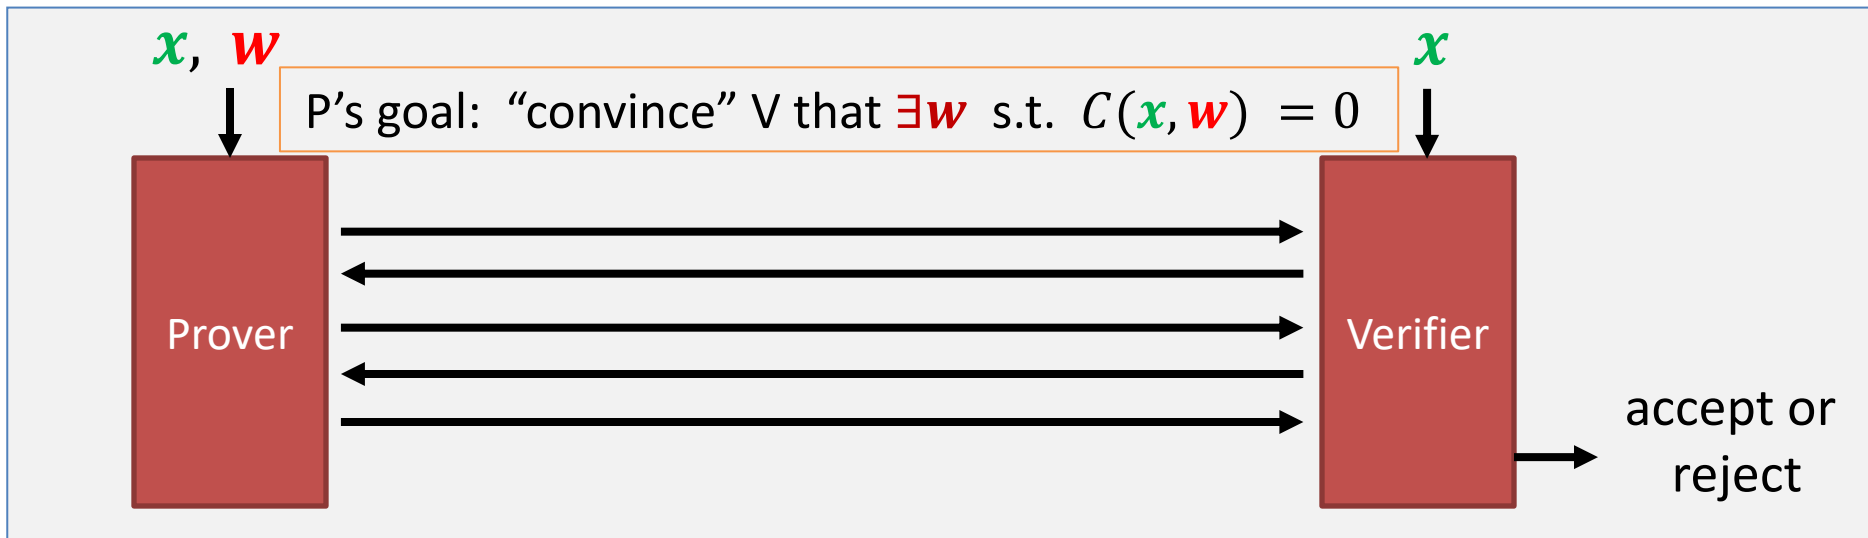 x, w
x
P’s goal: “convince” V that ∃w s.t. C(x, w) = 0
Prover
Verifier
accept or
reject